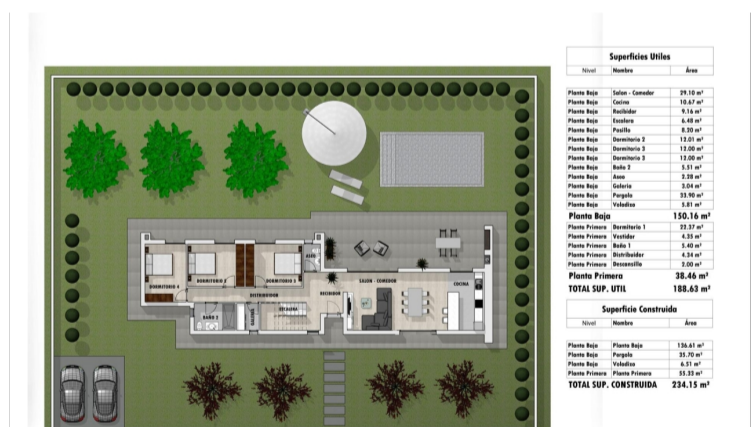 Superficies Utiles
Nivel Nombre Área
Planta Baja Salon - Comedor 29.10 m²
Planta Baja Cocina 10.67 m²
Planta Baja Recibidor 9.16 m²
Planta Baja Escalera 6.48 m²
Planta Baja Pasillo 8.20 m²
Planta Baja Dormitorio 2 12.01 m²
Planta Baja Dormitorio 3 12.00 m²
Planta Baja Dormitorio 3 12.00 m²
Planta Baja Baño 2 5.51 m²
Planta Baja Aseo 2.28 m²
Planta Baja Galeria 3.04 m²
Planta Baja Pergola 33.90 m²
Planta Baja Voladizo 5.81 m²
Planta Baja 150.16 m²
Planta Primera Dormitorio 1 22.37 m²
Planta Primera Vestidor 4.35 m²
Planta Primera Baño 1 5.40 m²
Planta Primera Distribuidor 4.34 m²
Planta Primera Descansillo 2.00 m²
Planta Primera 38.46 m²
TOTAL SUP. UTIL 188.63 m²
Superficie Construida
Nivel Nombre Área
Planta Baja Planta Baja 136.61 m²
Planta Baja Pergola 35.70 m²
Planta Baja Voladizo 6.51 m²
Planta Primera Planta Primera 55.33 m²
TOTAL SUP. CONSTRUIDA 234.15 m²
ASEO
DORMITORIO 4
DORMITORIO 3
DORMITORIO 2
DISTRIBUIDOR
RECIBIDOR
SALON - COMEDOR
COCINA
BAÑO 2
GALERIA
ESCALERA